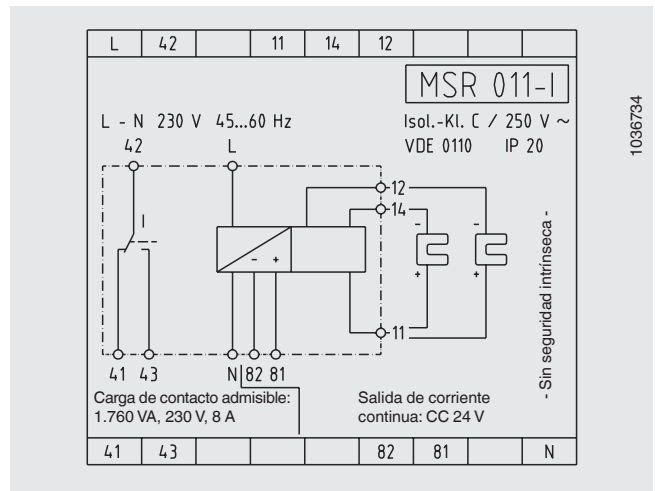 L 42 11 14 12
MSR 011-I
L - N 230 V 45...60 Hz
Isol.-Kl. C / 250 V ~
VDE 0110 IP 20
42 L
12
14
- -
I
- +
+ +
11
41 43 N 82 81
Carga de contacto admisible:
1.760 VA, 230 V, 8 A
Salida de corriente
continua: CC 24 V
- Sin seguridad intrínseca -
41 43 82 81 N
1036734